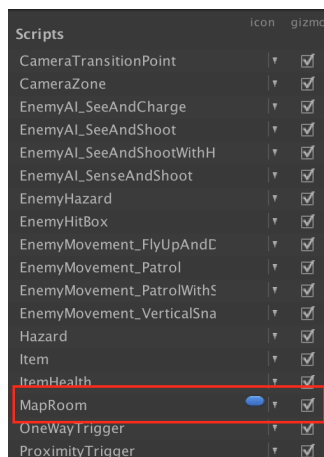 icon gizmo
Scripts
CameraTransitionPoint
CameraZone
EnemyAI_SeeAndCharge
EnemyAI_SeeAndShoot
EnemyAI_SeeAndShootWithH
EnemyAI_SenseAndShoot
EnemyHazard
EnemyHitBox
EnemyMovement_FlyUpAndD
EnemyMovement_Patrol
EnemyMovement_PatrolWithS
EnemyMovement_VerticalSna
Hazard
Item
ItemHealth
MapRoom
OneWayTrigger
ProximityTrigger